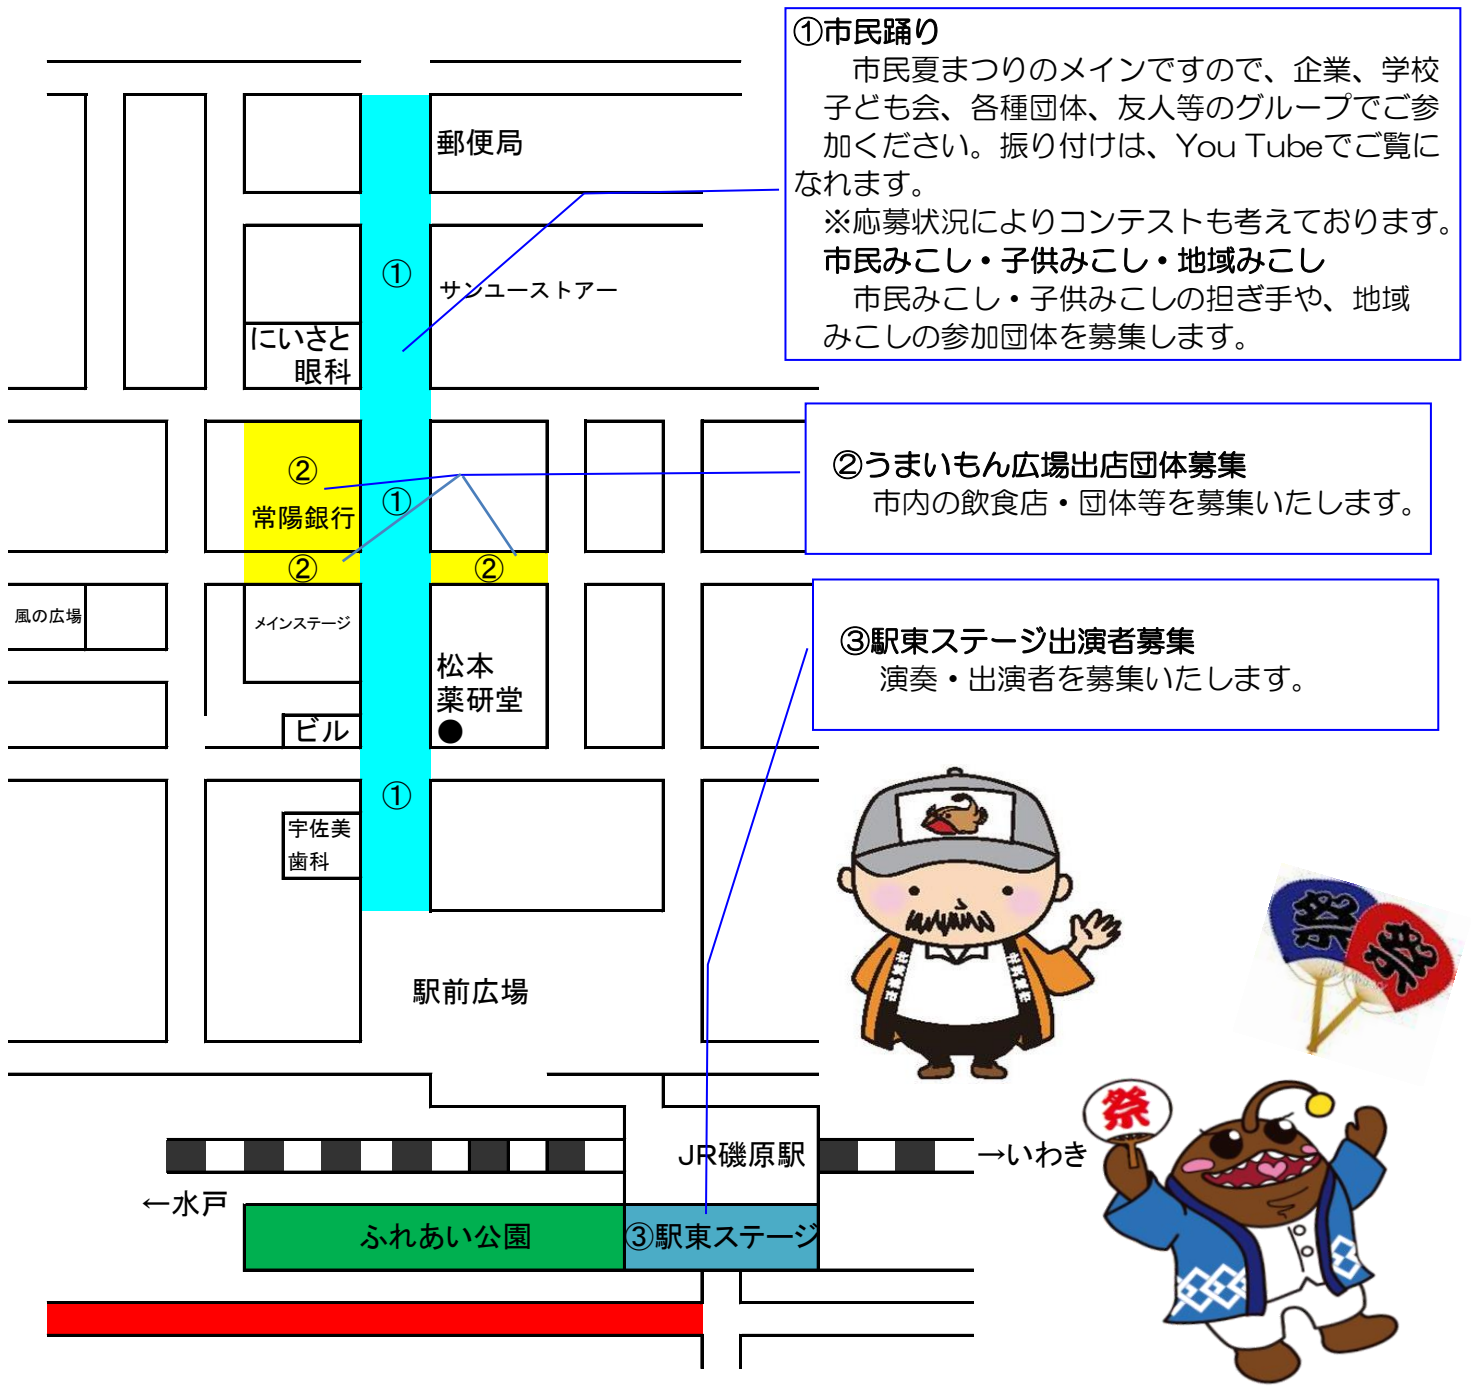 ①市民踊り
市民夏まつりのメインですので、企業、学校
子ども会、各種団体、友人等のグループでご参
加ください。振り付けは、You Tubeでご覧に
なれます。
※応募状況によりコンテストも考えております。
市民みこし・子供みこし・地域みこし
市民みこし・子供みこしの担ぎ手や、地域
みこしの参加団体を募集します。
郵便局
①
サンユーストアー
にいさと
眼科
②うまいもん広場出店団体募集
市内の飲食店・団体等を募集いたします。
②
①
常陽銀行
②
②
③駅東ステージ出演者募集
演奏・出演者を募集いたします。
風の広場
メインステージ
松本
薬研堂
ビル
①
宇佐美
歯科
駅前広場
祭
祭
祭
JR磯原駅
→いわき
←水戸
ふれあい公園
③駅東ステージ